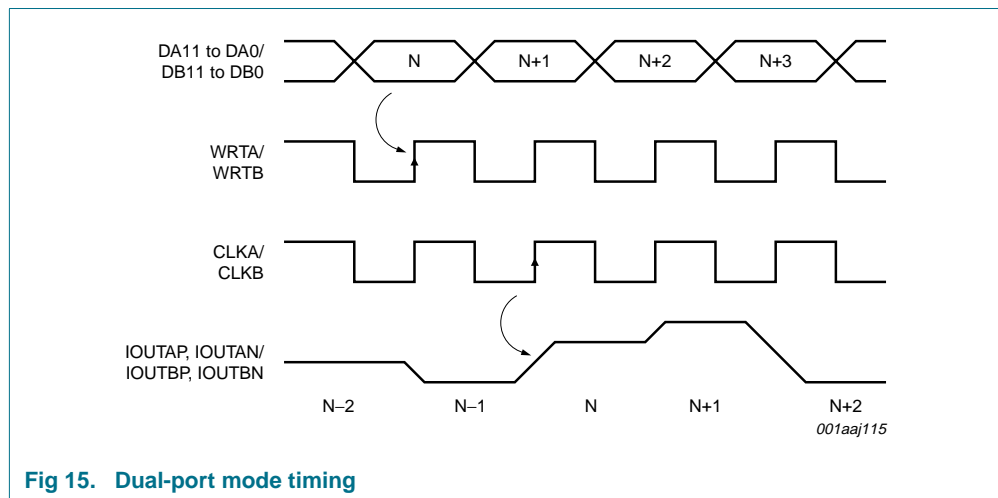 DA11 to DA0/
DB11 to DB0
N
N+1
N+2
N+3
WRTA/
WRTB
CLKA/
CLKB
IOUTAP, IOUTAN/
IOUTBP, IOUTBN
N−2
N−1
N
N+1
N+2
001aaj115
Fig 15. Dual-port mode timing